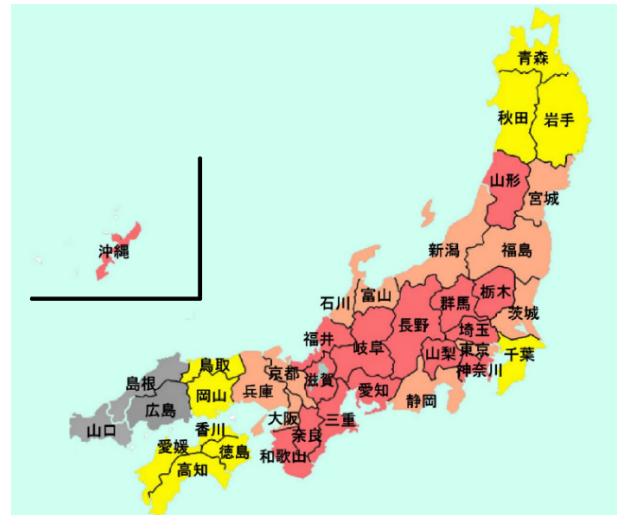 青森
秋田
岩手
山形
宮城
沖縄
新潟
福島
富山
石川
栃木
群馬
茨城
長野
埼玉
福井
岐阜
山梨
東京
千葉
神奈川
鳥取
京都
滋賀
島根
岡山
兵庫
愛知
静岡
広島
大阪
三重
山口
香川
奈良
愛媛
徳島
和歌山
高知